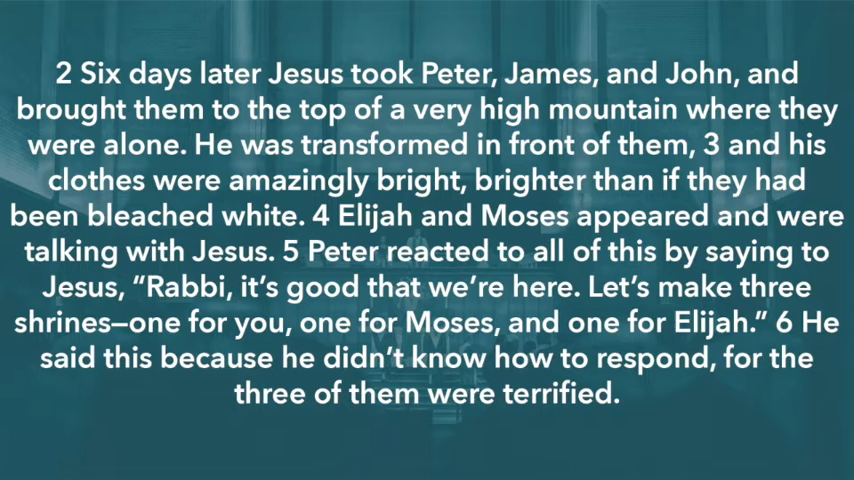 2 Six days later Jesus took Peter, James, and John, and
brought them to the top of a very high mountain where they
were alone. He was transformed in front of them, 3 and his
clothes were amazingly bright, brighter than if they had
been bleached white. 4 Elijah and Moses appeared and were
talking with Jesus. 5 Peter reacted to all of this by saying to
Jesus, “Rabbi, it’s good that we’re here. Let’s make three
shrines—one for you, one for Moses, and one for Elijah.” 6 He
said this because he didn’t know how to respond, for the
three of them were terrified.